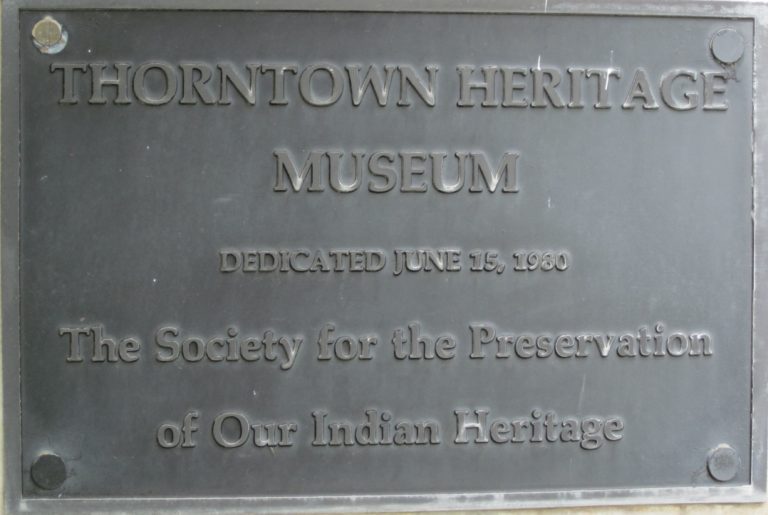 THORNTOWN HERITAGE
MUSEUM
DEDICATED JUNE 15, 1980
The Society for the Preservation
of Our Indian Heritage